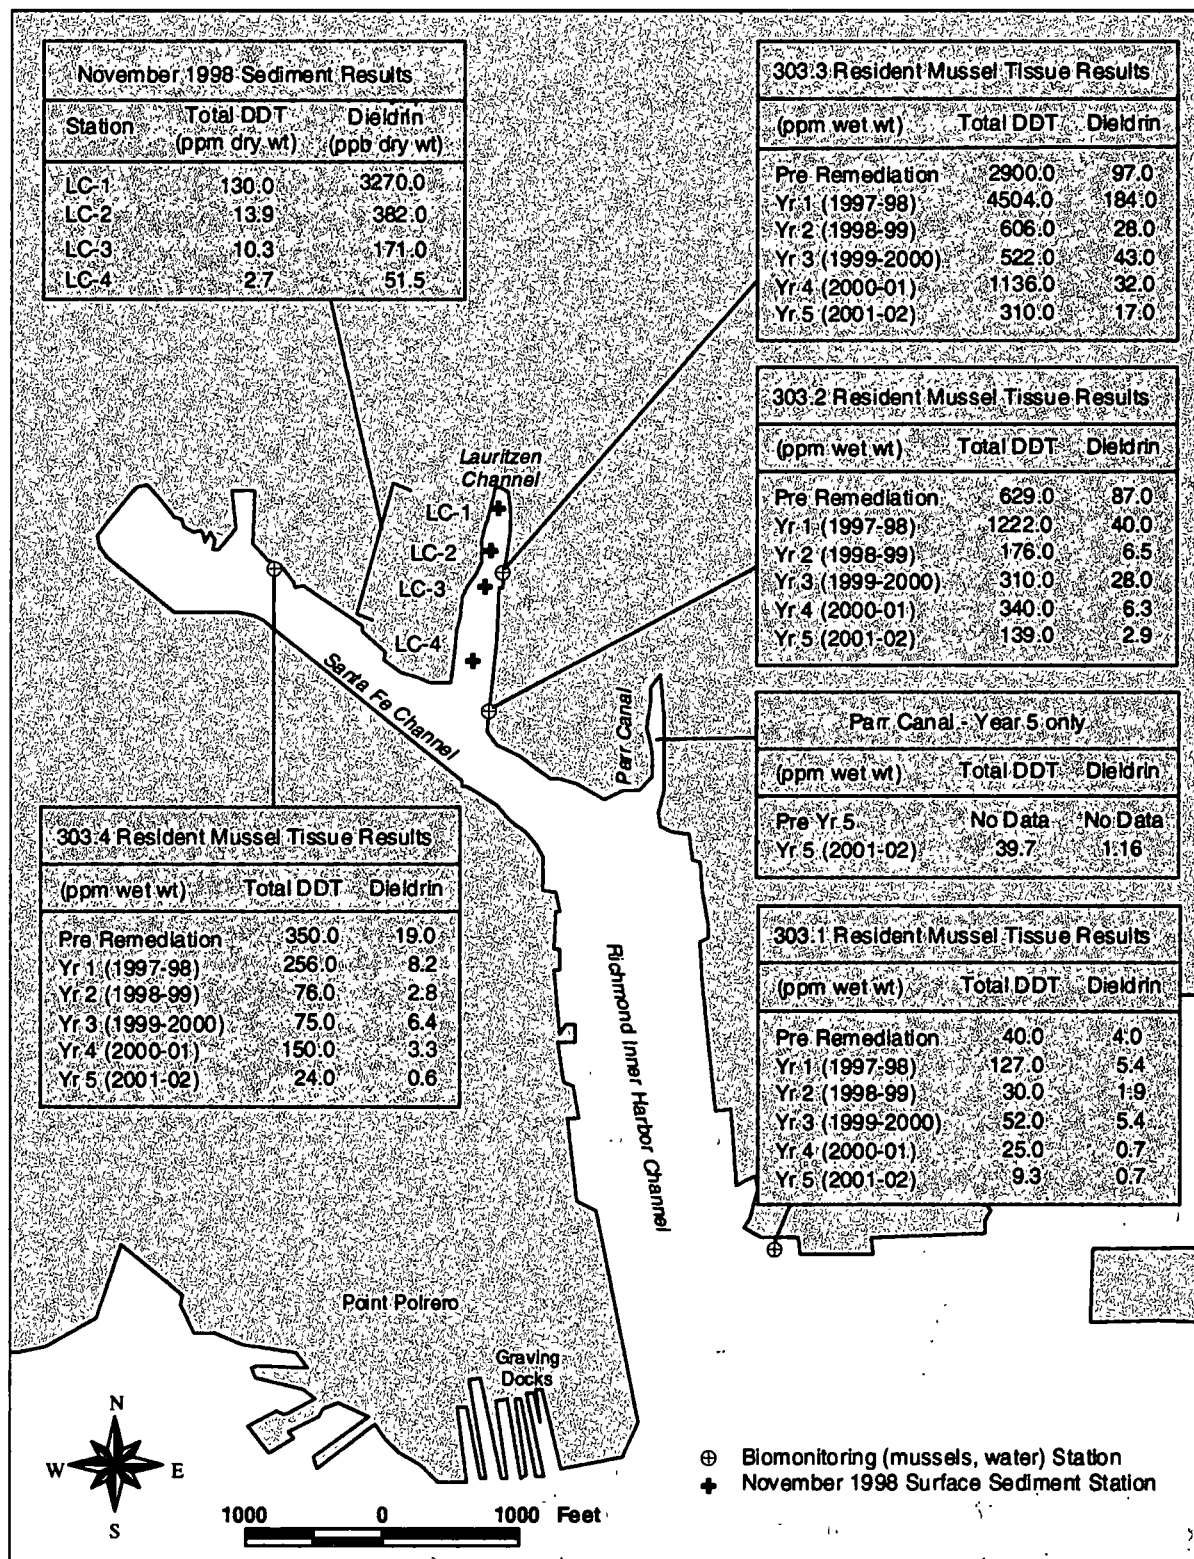 November 1998 Sediment Results
Station Total DDT (ppm dry wt) Dieldrin (ppb dry wt)
LC-1 130.0 3270.0
LC-2 13.9 382.0
LC-3 10.3 171.0
LC-4 2.7 51.5
303.3 Resident Mussel Tissue Results
(ppm wet wt) Total DDT Dieldrin
Pre Remediation 2900.0 97.0
Yr 1 (1997-98) 4504.0 184.0
Yr 2 (1998-99) 606.0 28.0
Yr 3 (1999-2000) 522.0 43.0
Yr 4 (2000-01) 1136.0 32.0
Yr 5 (2001-02) 310.0 17.0
303.2 Resident Mussel Tissue Results
(ppm wet wt) Total DDT Dieldrin
Pre Remediation 629.0 87.0
Yr 1 (1997-98) 1222.0 40.0
Yr 2 (1998-99) 176.0 6.5
Yr 3 (1999-2000) 310.0 28.0
Yr 4 (2000-01) 340.0 6.3
Yr 5 (2001-02) 139.0 2.9
Lauritzen
Channel
LC-1
LC-2
LC-3
LC-4
Santa Fe Channel
Parr Canal
Parr Canal - Year 5 only
(ppm wet wt) Total DDT Dieldrin
Pre Yr 5 No Data No Data
Yr 5 (2001-02) 39.7 1.16
303.4 Resident Mussel Tissue Results
(ppm wet wt) Total DDT Dieldrin
Pre Remediation 350.0 19.0
Yr 1 (1997-98) 256.0 8.2
Yr 2 (1998-99) 76.0 2.8
Yr 3 (1999-2000) 75.0 6.4
Yr 4 (2000-01) 150.0 3.3
Yr 5 (2001-02) 24.0 0.6
303.1 Resident Mussel Tissue Results
(ppm wet wt) Total DDT Dieldrin
Pre Remediation 40.0 4.0
Yr 1 (1997-98) 127.0 5.4
Yr 2 (1998-99) 30.0 1.9
Yr 3 (1999-2000) 52.0 5.4
Yr 4 (2000-01) 25.0 0.7
Yr 5 (2001-02) 9.3 0.7
Richmond Inner Harbor Channel
Point Polrero
Graving
Docks
N
W E
S
1000 0 1000 Feet
Biomonitoring (mussels, water) Station
November 1998 Surface Sediment Station